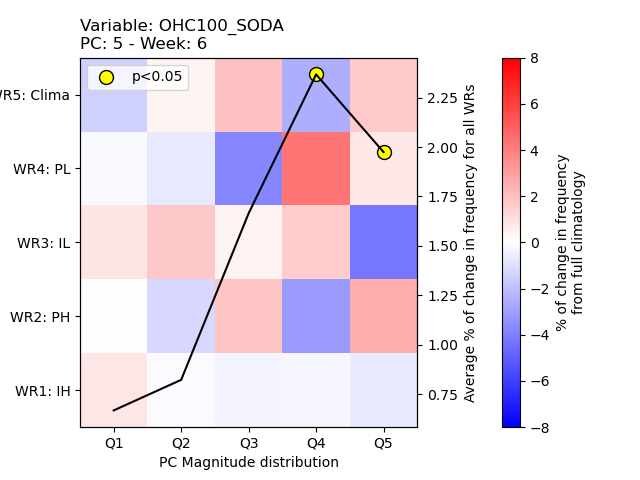 Variable: OHC100_SODA
PC: 5 - Week: 6
p<0.05
WR5: Clima
WR4: PL
WR3: IL
WR2: PH
WR1: IH
Q1 Q2 Q3 Q4 Q5
PC Magnitude distribution
2.25
2.00
1.75
1.50
1.25
1.00
0.75
Average % of change in frequency for all WRs
8
6
4
2
0
−2
−4
−6
−8
% of change in frequency
from full climatology